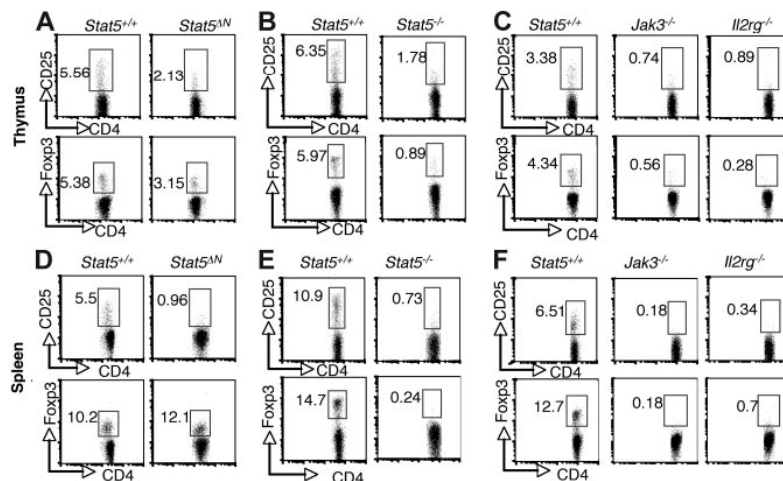 A Stat5+/+ Stat5ΔN
B Stat5+/+ Stat5-/-
C Stat5+/+ Jak3-/- Il2rg-/-
Thymus
CD25 5.56 2.13
CD4
Foxp3 5.38 3.15
CD4
CD25 6.35 1.78
CD4
Foxp3 5.97 0.89
CD4
CD25 3.38 0.74 0.89
CD4
Foxp3 4.34 0.56 0.28
CD4
D Stat5+/+ Stat5ΔN
E Stat5+/+ Stat5-/-
F Stat5+/+ Jak3-/- Il2rg-/-
Spleen
CD25 5.5 0.96
CD4
Foxp3 10.2 12.1
CD4
CD25 10.9 0.73
CD4
Foxp3 14.7 0.24
CD4
CD25 6.51 0.18 0.34
CD4
Foxp3 12.7 0.18 0.7
CD4